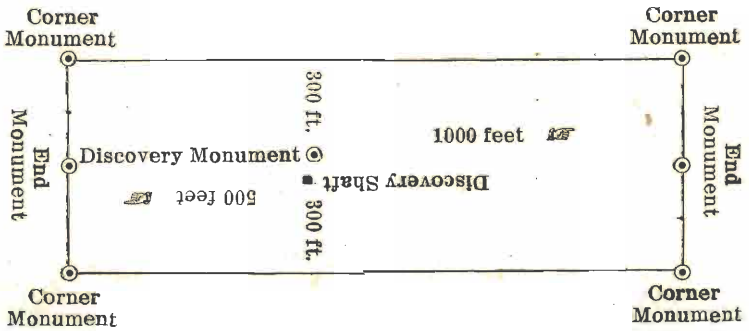 Corner
Monument
Corner
Monument
300 ft.
1000 feet
End
Monument
Discovery Monument
Discovery Shaft
500 feet
300 ft.
End
Monument
Corner
Monument
Corner
Monument